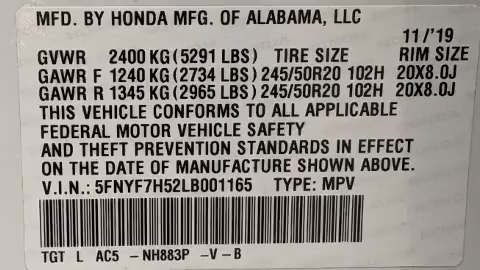 MFD. BY HONDA MFG. OF ALABAMA, LLC
11/'19
GVWR 2400 KG(5291 LBS) TIRE SIZE RIM SIZE
GAWR F 1240 KG(2734 LBS)245/50R20 102H 20X8.0J
GAWR R 1345 KG(2965 LBS)245/50R20 102H 20X8.0J
THIS VEHICLE CONFORMS TO ALL APPLICABLE
FEDERAL MOTOR VEHICLE SAFETY
AND THEFT PREVENTION STANDARDS IN EFFECT
ON THE DATE OF MANUFACTURE SHOWN ABOVE.
V.I.N.: 5FNYF7H52LB001165 TYPE: MPV
TGT L AC5 -NH883P -V-B